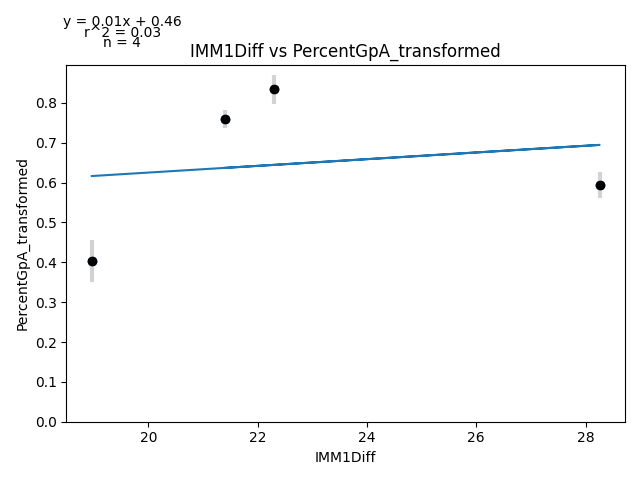 y = 0.01x + 0.46
r^2 = 0.03
n = 4
IMM1Diff vs PercentGpA_transformed
PercentGpA_transformed
0.8
0.7
0.6
0.5
0.4
0.3
0.2
0.1
0.0
20 22 24 26 28
IMM1Diff